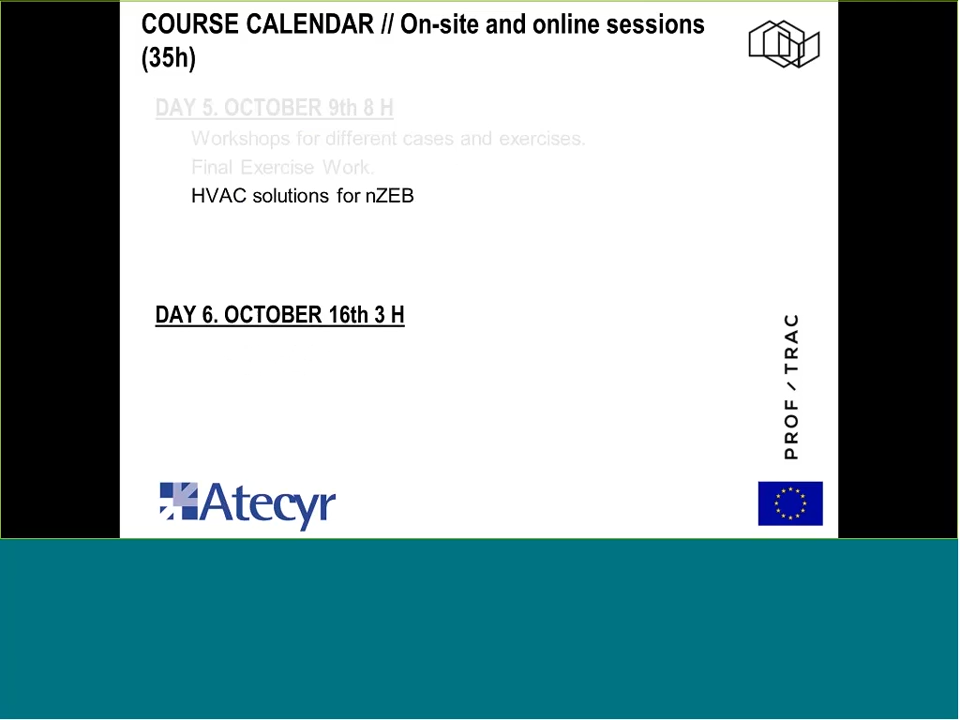 COURSE CALENDAR // On-site and online sessions
(35h)
DAY 5. OCTOBER 9th 8 H
Workshops for different cases and exercises.
Final Exercise Work.
HVAC solutions for nZEB
DAY 6. OCTOBER 16th 3 H
PROF / TRAC
Atecyr